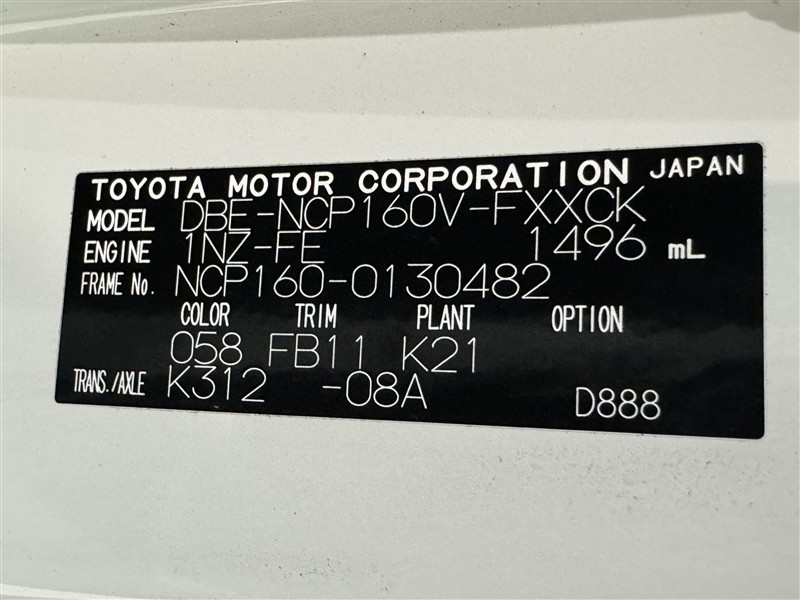 TOYOTA MOTOR CORPORATION JAPAN
MODEL DBE-NCP160V-FXXCK
ENGINE 1NZ-FE 1496 mL
FRAME No. NCP160-0130482
COLOR TRIM PLANT OPTION
058 FB11 K21
TRANS./AXLE K312 -08A D888